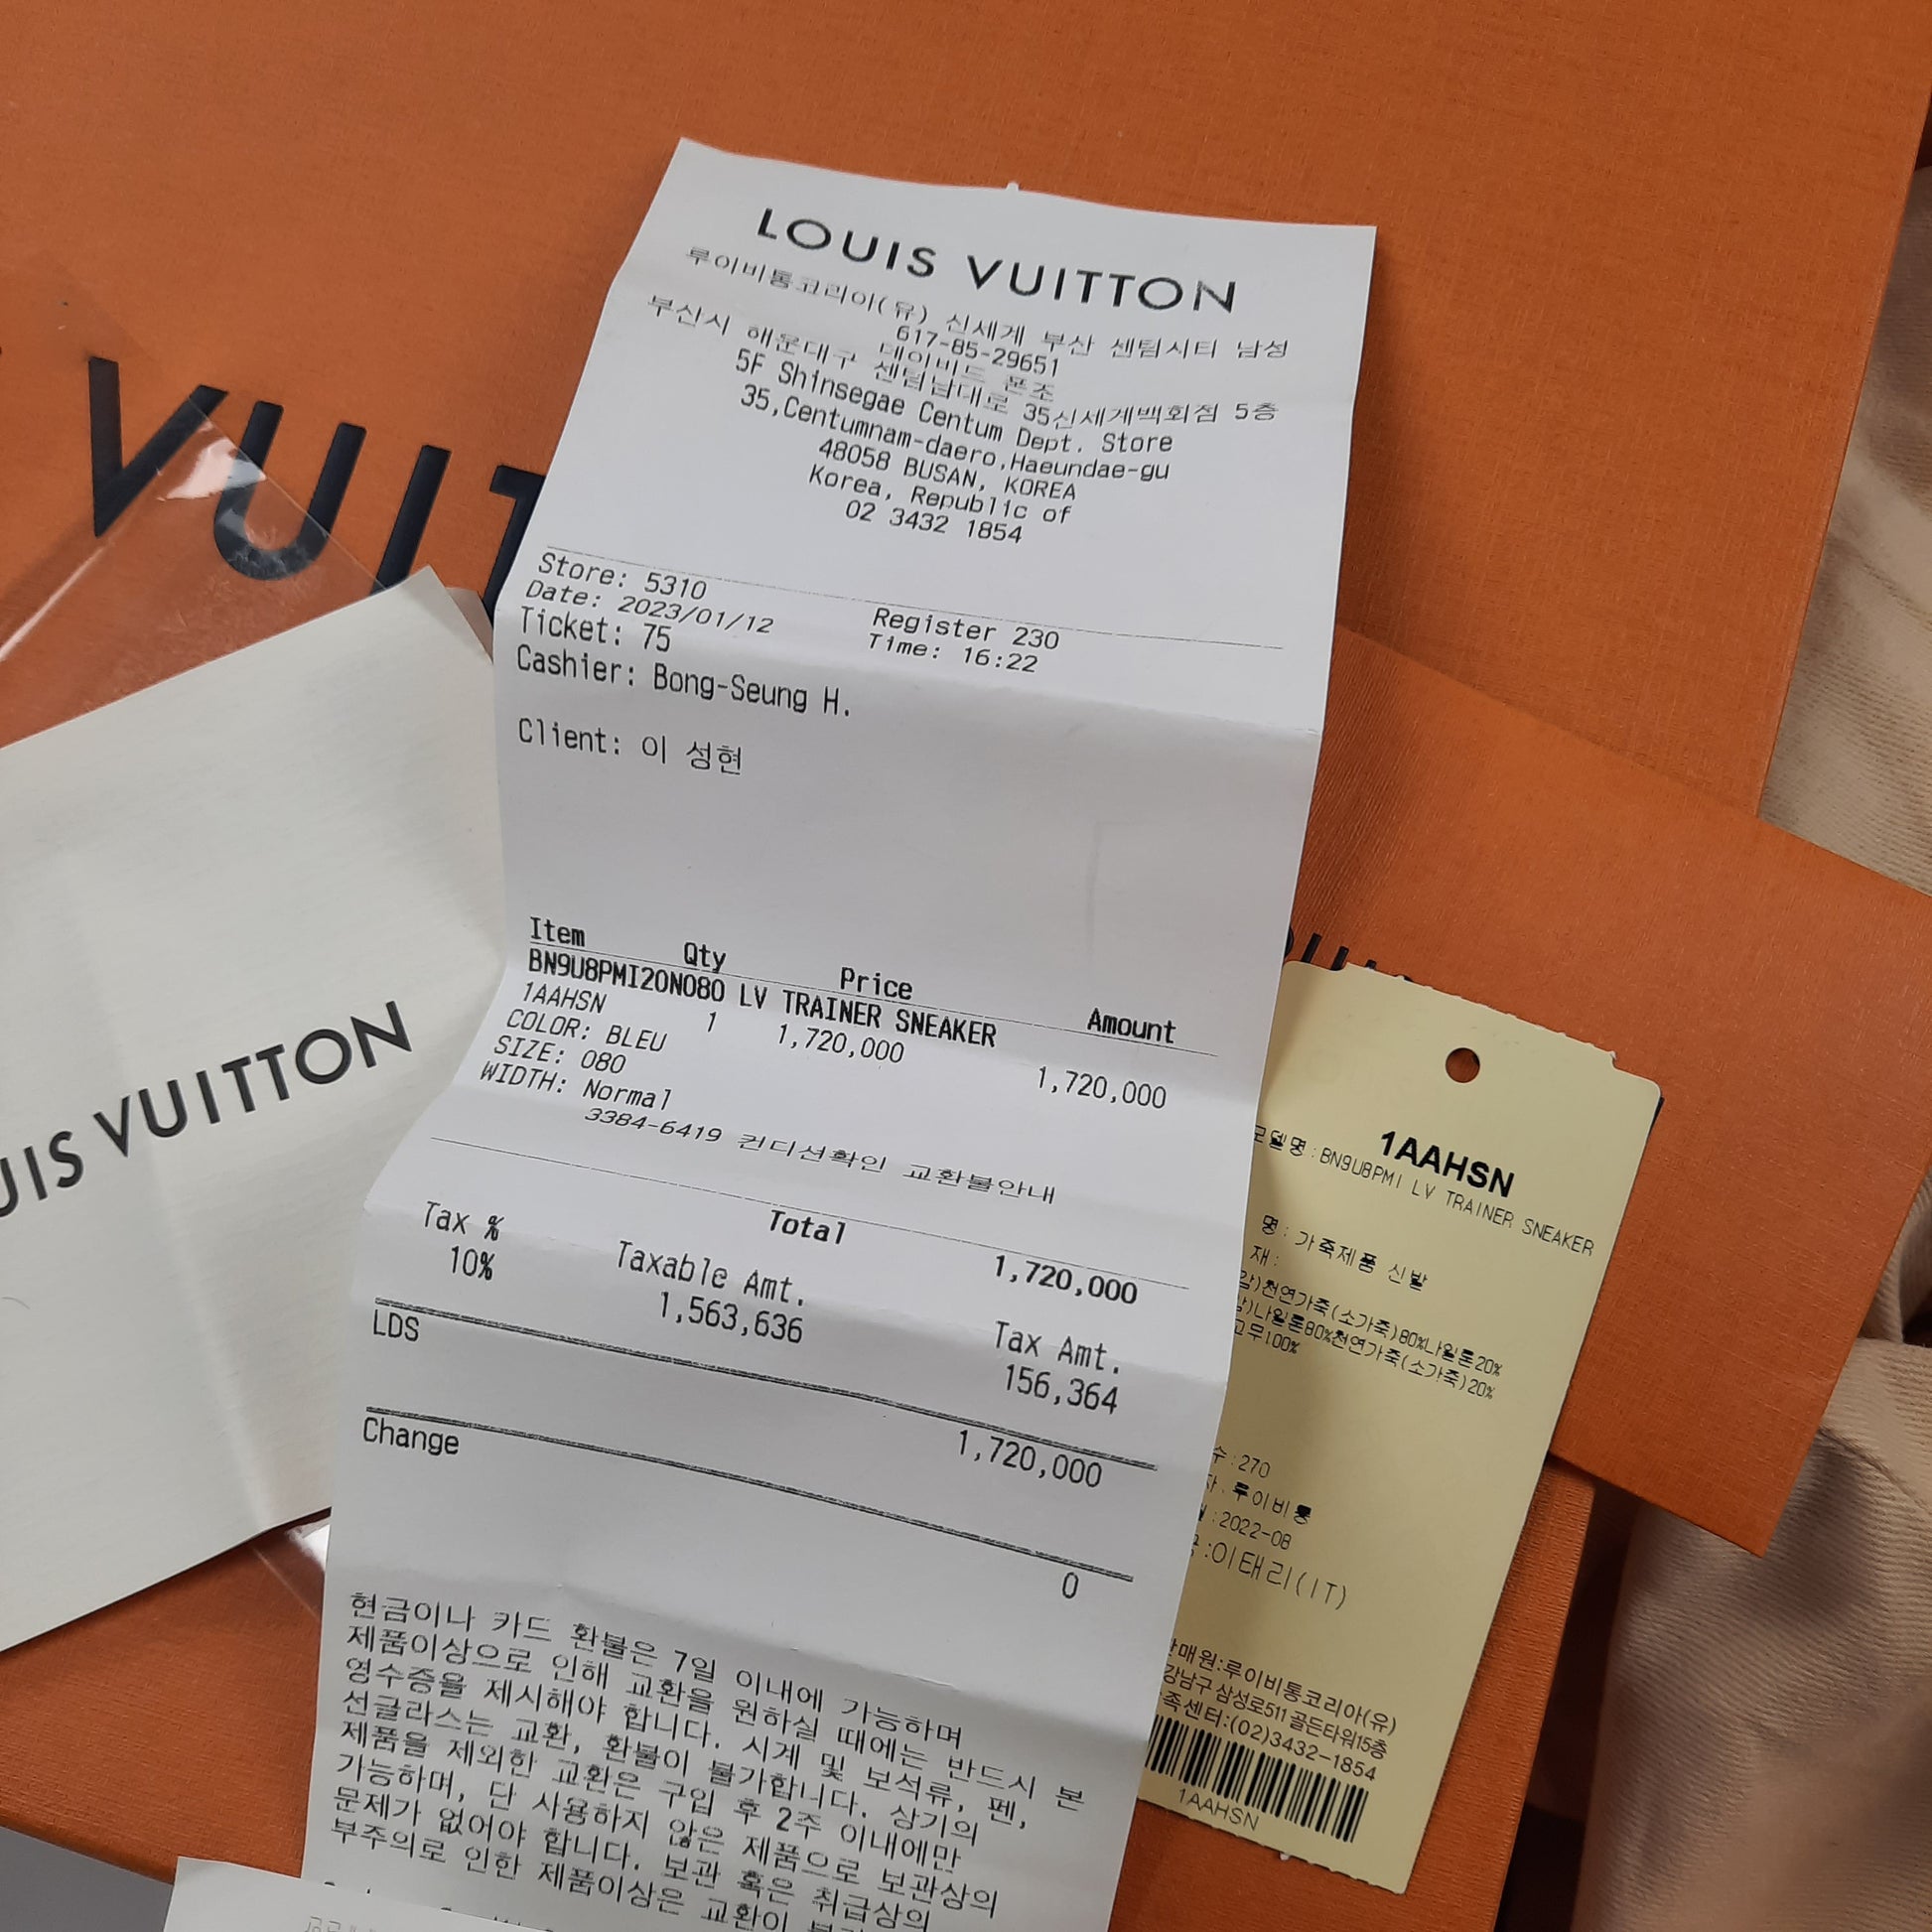 LOUIS VUITTON
루이비통코리아(유) 신세계 부산 센텀시티 남성
617-85-29651
데이비드 폰조
부산시 해운대구 센텀남대로 35신세계백회점 5층
5F Shinsegae Centum Dept. Store
35,Centumnam-daero,Haeundae-gu
48058 BUSAN, KOREA
Korea, Republic of
02 3432 1854
Store: 5310 Register 230
Date: 2023/01/12 Time: 16:22
Ticket: 75
Cashier: Bong-Seung H.
Client: 이 성현
Item Qty Price Amount
BN9U8PMI20N080 LV TRAINER SNEAKER
1AAHSN 1 1,720,000 1,720,000
COLOR: BLEU
SIZE: 080
WIDTH: Normal
3384-6419 컨디션확인 교환불안내
Total 1,720,000
Tax % Taxable Amt. Tax Amt.
10% 1,563,636 156,364
LDS 1,720,000
Change 0
현금이나 카드 환불은 7일 이내에 가능하며
제품이상으로 인해 교환을 원하실 때에는 반드시 본
영수증을 제시해야 합니다. 시계 및 보석류, 펜,
선글라스는 교환, 환불이 불가합니다. 상기의
제품을 제외한 교환은 구입 후 2주 이내에만
가능하며, 단 사용하지 않은 제품으로 보관상의
문제가 없어야 합니다. 보관 혹은 취급상의
부주의로 인한 제품이상은 교환이
VUIT
UIS VUITTON
1AAHSN
모델명:BN9U8PMI LV TRAINER SNEAKER
명:가죽제품 신발
재:
감)천연가죽(소가죽)80%나일론20%
감)나일론80%천연가죽(소가죽)20%
고무100%
수:270
자:루이비통
:2022-08
:이태리(IT)
매원:루이비통코리아(유)
강남구 삼성로511 골든타워15층
족센터:(02)3432-1854
1AAHSN